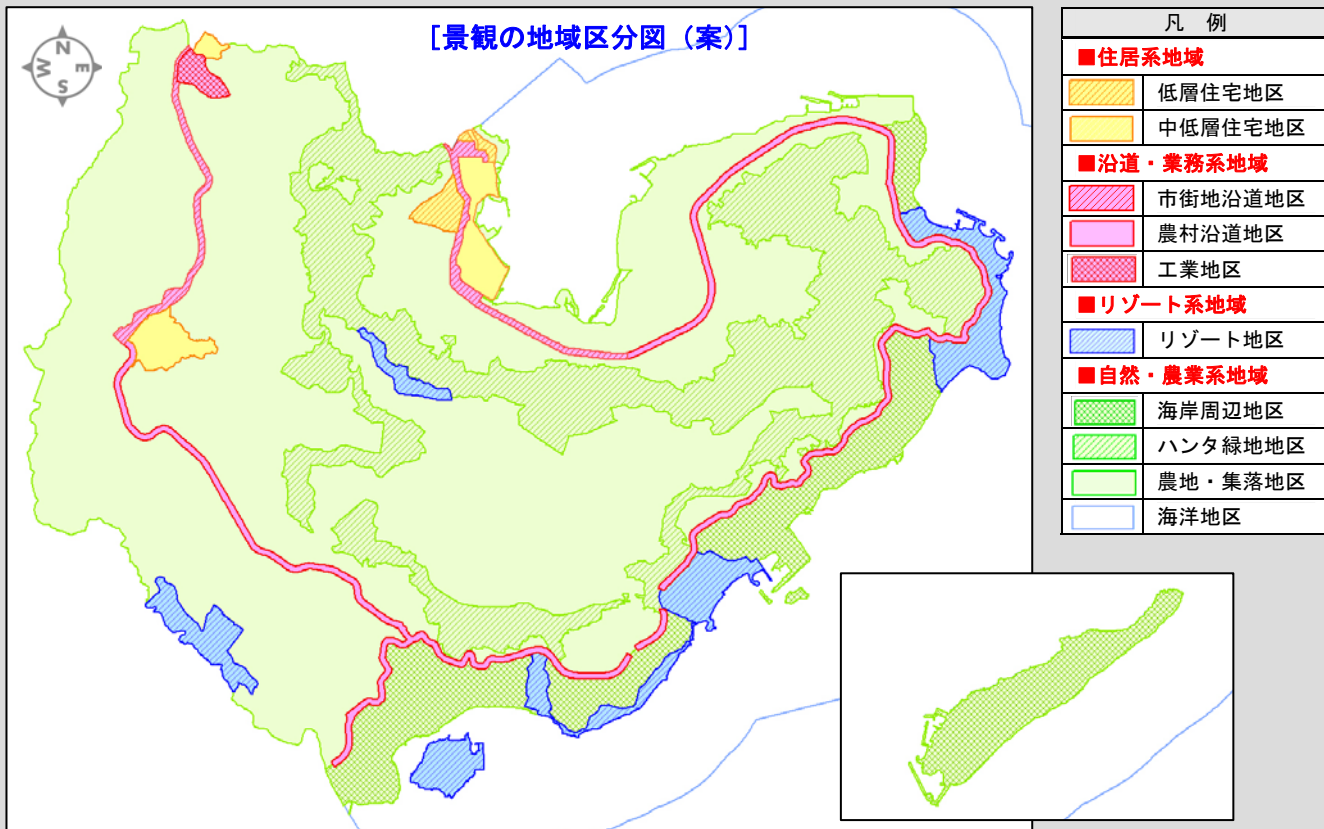 [景観の地域区分図（案）]
N
W
E
S
凡 例
■住居系地域
低層住宅地区
中低層住宅地区
■沿道・業務系地域
市街地沿道地区
農村沿道地区
工業地区
■リゾート系地域
リゾート地区
■自然・農業系地域
海岸周辺地区
ハンタ緑地地区
農地・集落地区
海洋地区